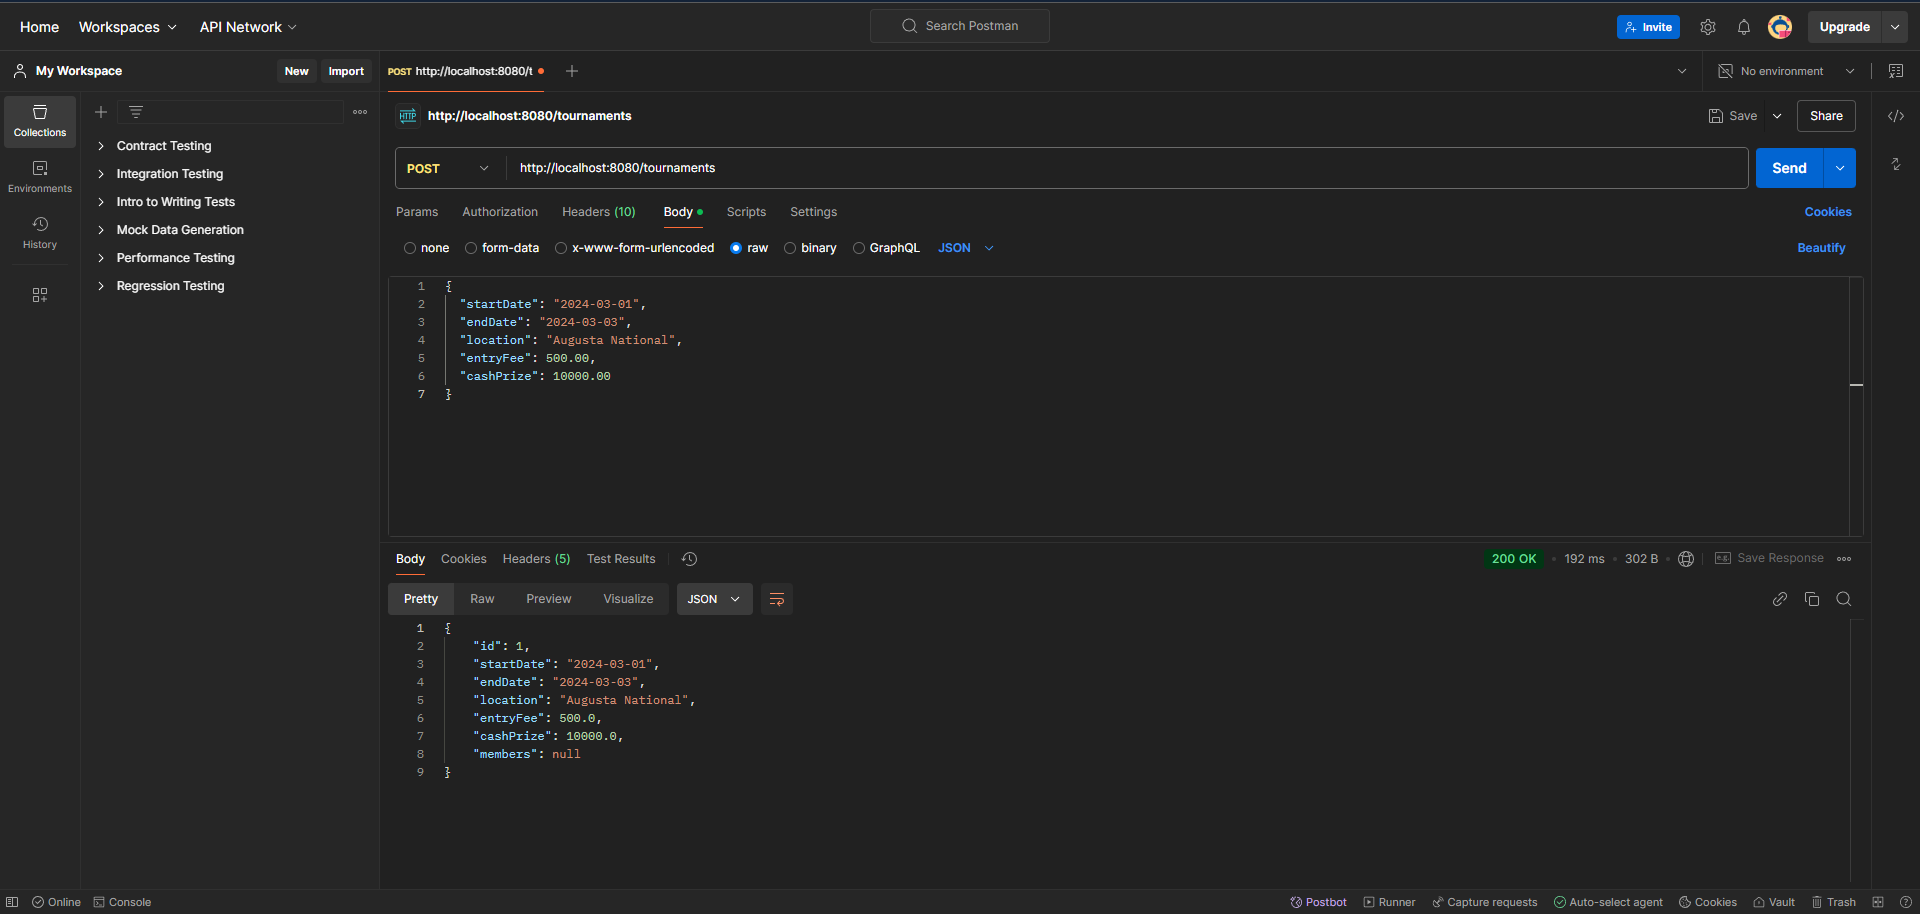 Home Workspaces API Network Search Postman Invite Upgrade
My Workspace New Import POST http://localhost:8080/t No environment
Collections
Environments
History
Contract Testing
Integration Testing
Intro to Writing Tests
Mock Data Generation
Performance Testing
Regression Testing
HTTP http://localhost:8080/tournaments Save Share
POST http://localhost:8080/tournaments Send
Params Authorization Headers (10) Body Scripts Settings Cookies
none form-data x-www-form-urlencoded raw binary GraphQL JSON Beautify
1 {
2 "startDate": "2024-03-01",
3 "endDate": "2024-03-03",
4 "location": "Augusta National",
5 "entryFee": 500.00,
6 "cashPrize": 10000.00
7 }
Body Cookies Headers (5) Test Results 200 OK 192 ms 302 B e.g. Save Response
Pretty Raw Preview Visualize JSON
1 {
2 "id": 1,
3 "startDate": "2024-03-01",
4 "endDate": "2024-03-03",
5 "location": "Augusta National",
6 "entryFee": 500.0,
7 "cashPrize": 10000.0,
8 "members": null
9 }
Online Console Postbot Runner Capture requests Auto-select agent Cookies Vault Trash